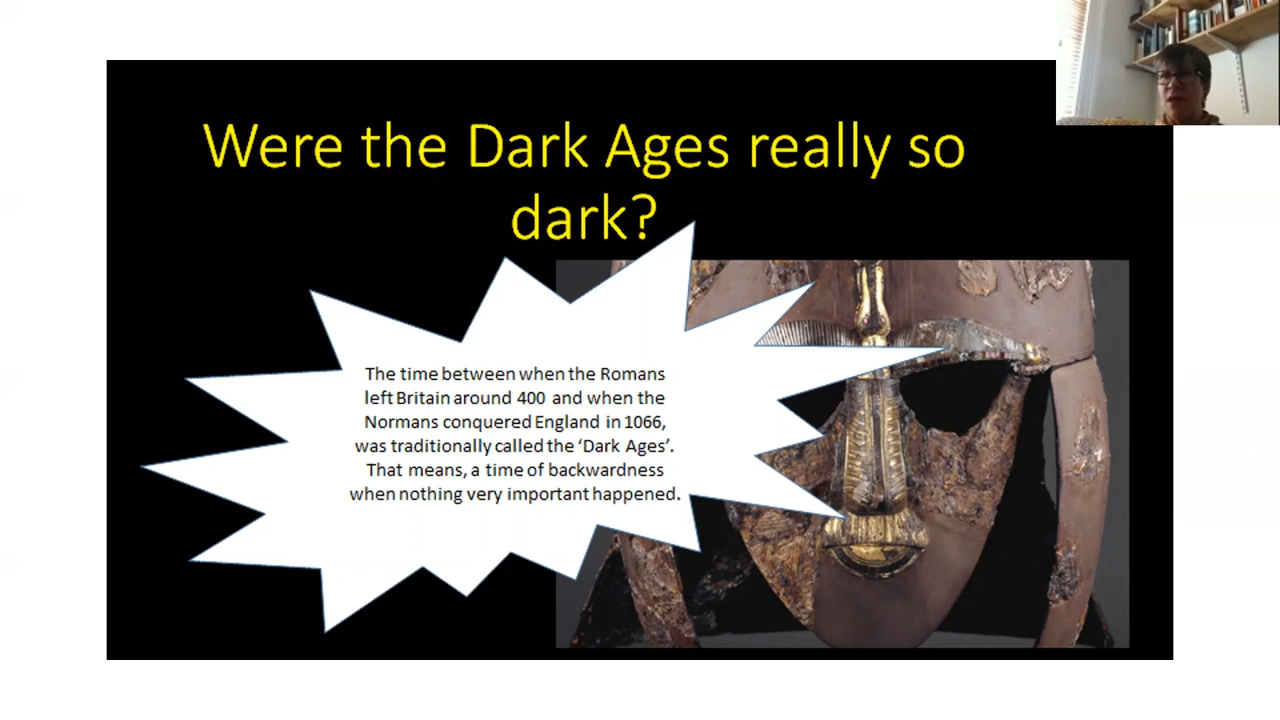 Were the Dark Ages really so
dark?
The time between when the Romans
left Britain around 400 and when the
Normans conquered England in 1066,
was traditionally called the ‘Dark Ages’.
That means, a time of backwardness
when nothing very important happened.